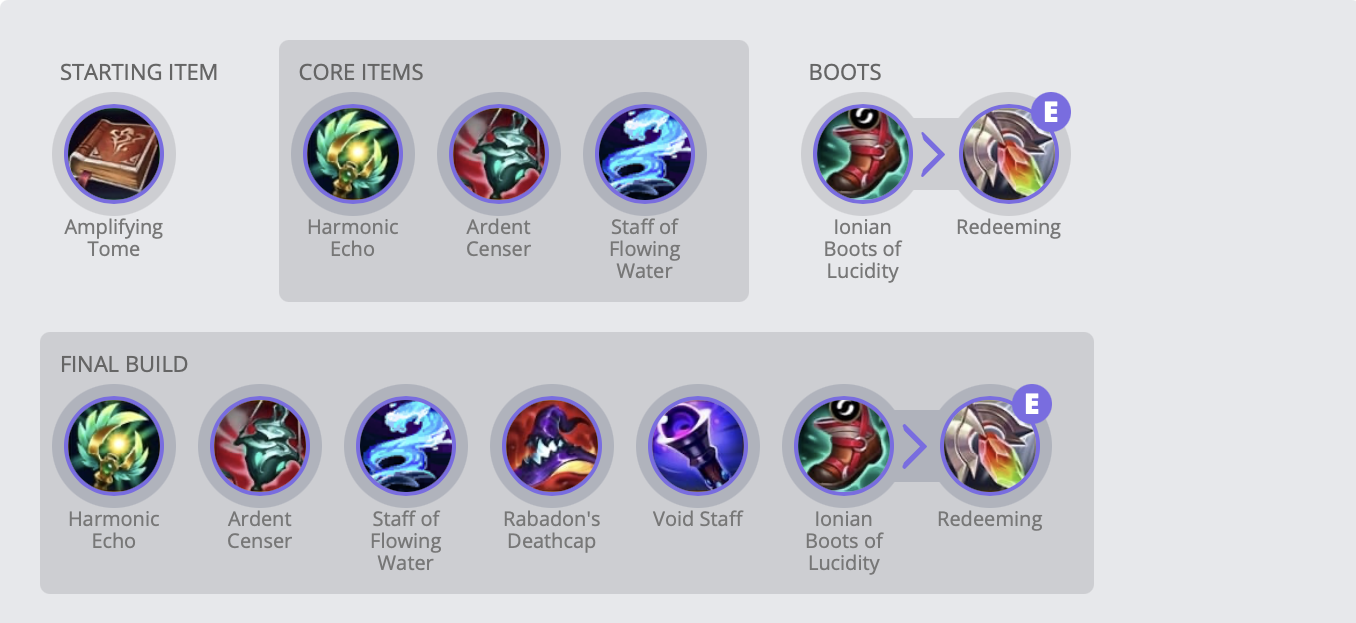 STARTING ITEM
Amplifying
Tome
CORE ITEMS
Harmonic
Echo
Ardent
Censer
Staff of
Flowing
Water
BOOTS
Ionian
Boots of
Lucidity
E
Redeeming
FINAL BUILD
Harmonic
Echo
Ardent
Censer
Staff of
Flowing
Water
Rabadon's
Deathcap
Void Staff
Ionian
Boots of
Lucidity
E
Redeeming